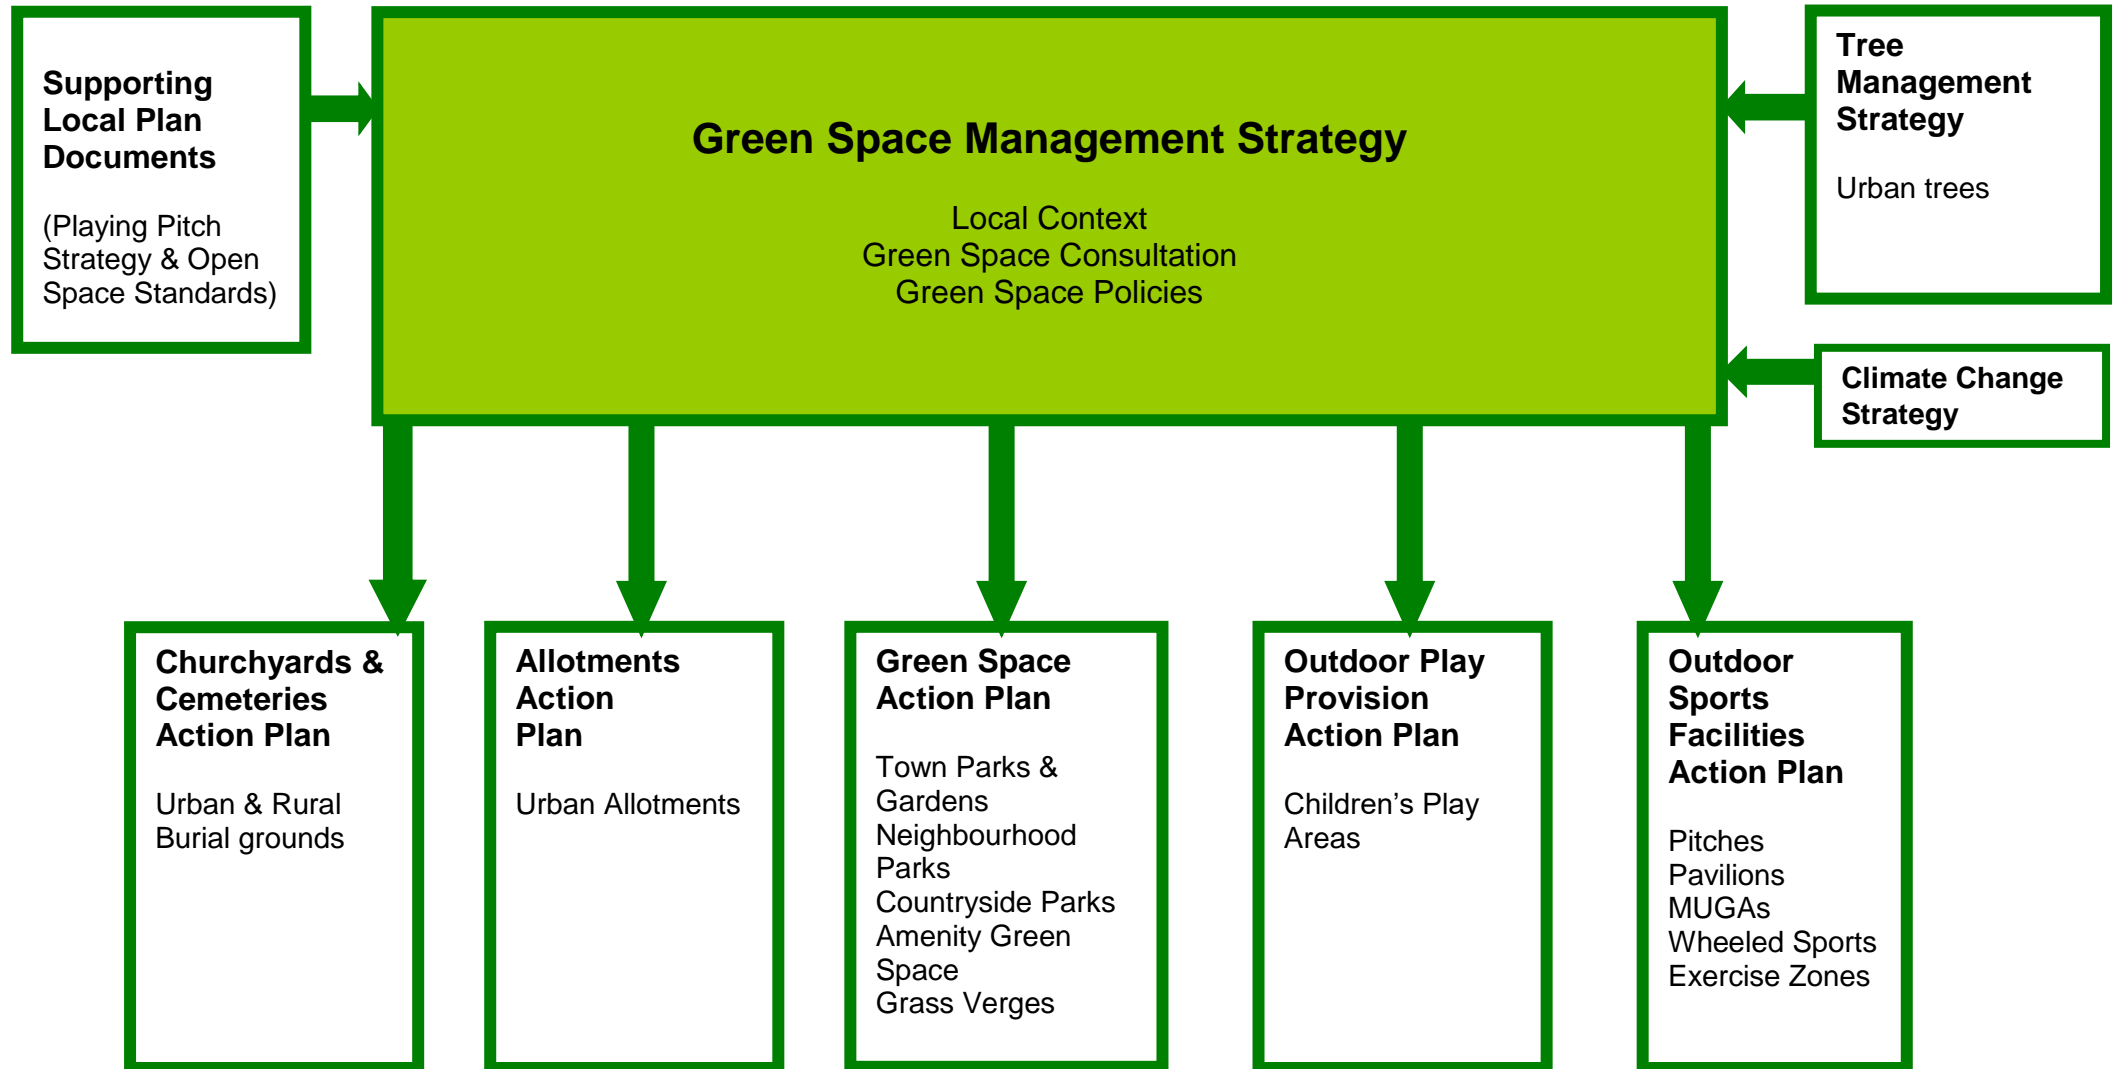 Supporting
Local Plan
Documents
(Playing Pitch
Strategy & Open
Space Standards)
Green Space Management Strategy
Local Context
Green Space Consultation
Green Space Policies
Tree
Management
Strategy
Urban trees
Climate Change
Strategy
Churchyards &
Cemeteries
Action Plan
Urban & Rural
Burial grounds
Allotments
Action
Plan
Urban Allotments
Green Space
Action Plan
Town Parks &
Gardens
Neighbourhood
Parks
Countryside Parks
Amenity Green
Space
Grass Verges
Outdoor Play
Provision
Action Plan
Children’s Play
Areas
Outdoor
Sports
Facilities
Action Plan
Pitches
Pavilions
MUGAs
Wheeled Sports
Exercise Zones